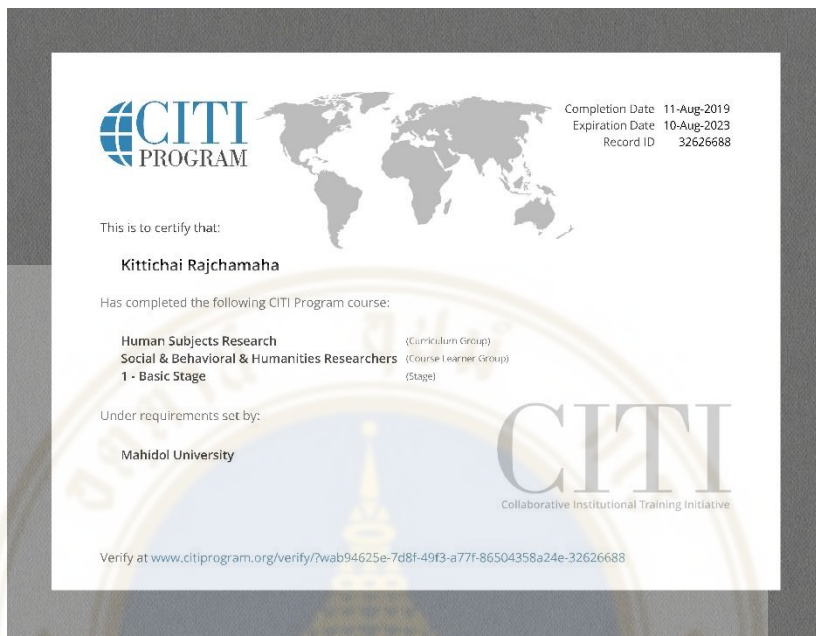 CITI
PROGRAM
Completion Date 11-Aug-2019
Expiration Date 10-Aug-2023
Record ID 32626688
This is to certify that:
Kittichai Rajchamaha
Has completed the following CITI Program course:
Human Subjects Research (Curriculum Group)
Social & Behavioral & Humanities Researchers (Course Learner Group)
1 - Basic Stage (Stage)
Under requirements set by:
Mahidol University
CITI
Collaborative Institutional Training Initiative
Verify at www.citiprogram.org/verify/?wab94625e-7d8f-49f3-a77f-86504358a24e-32626688